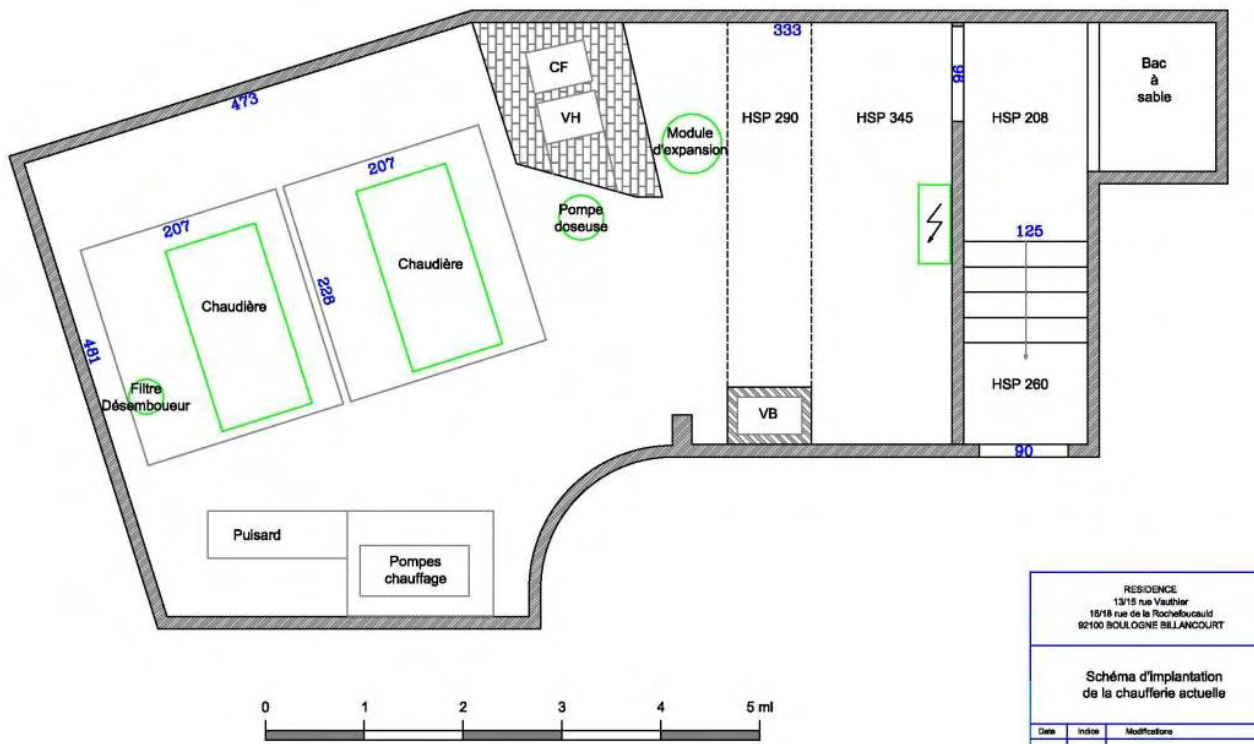 333
473
CF
VH
Module
d'expansion
HSP 290
HSP 345
96
HSP 208
Bac
à
sable
207
207
Pompe
doseuse
Chaudière
Chaudière
228
125
481
Filtre
Désemboueur
HSP 260
VB
90
Puisard
Pompes
chauffage
0 1 2 3 4 5 ml
RESIDENCE
13/15 rue Vauthier
16/18 rue de la Rochefoucauld
92100 BOULOGNE BILLANCOURT
Schéma d'implantation
de la chaufferie actuelle
Date Indice Modifications